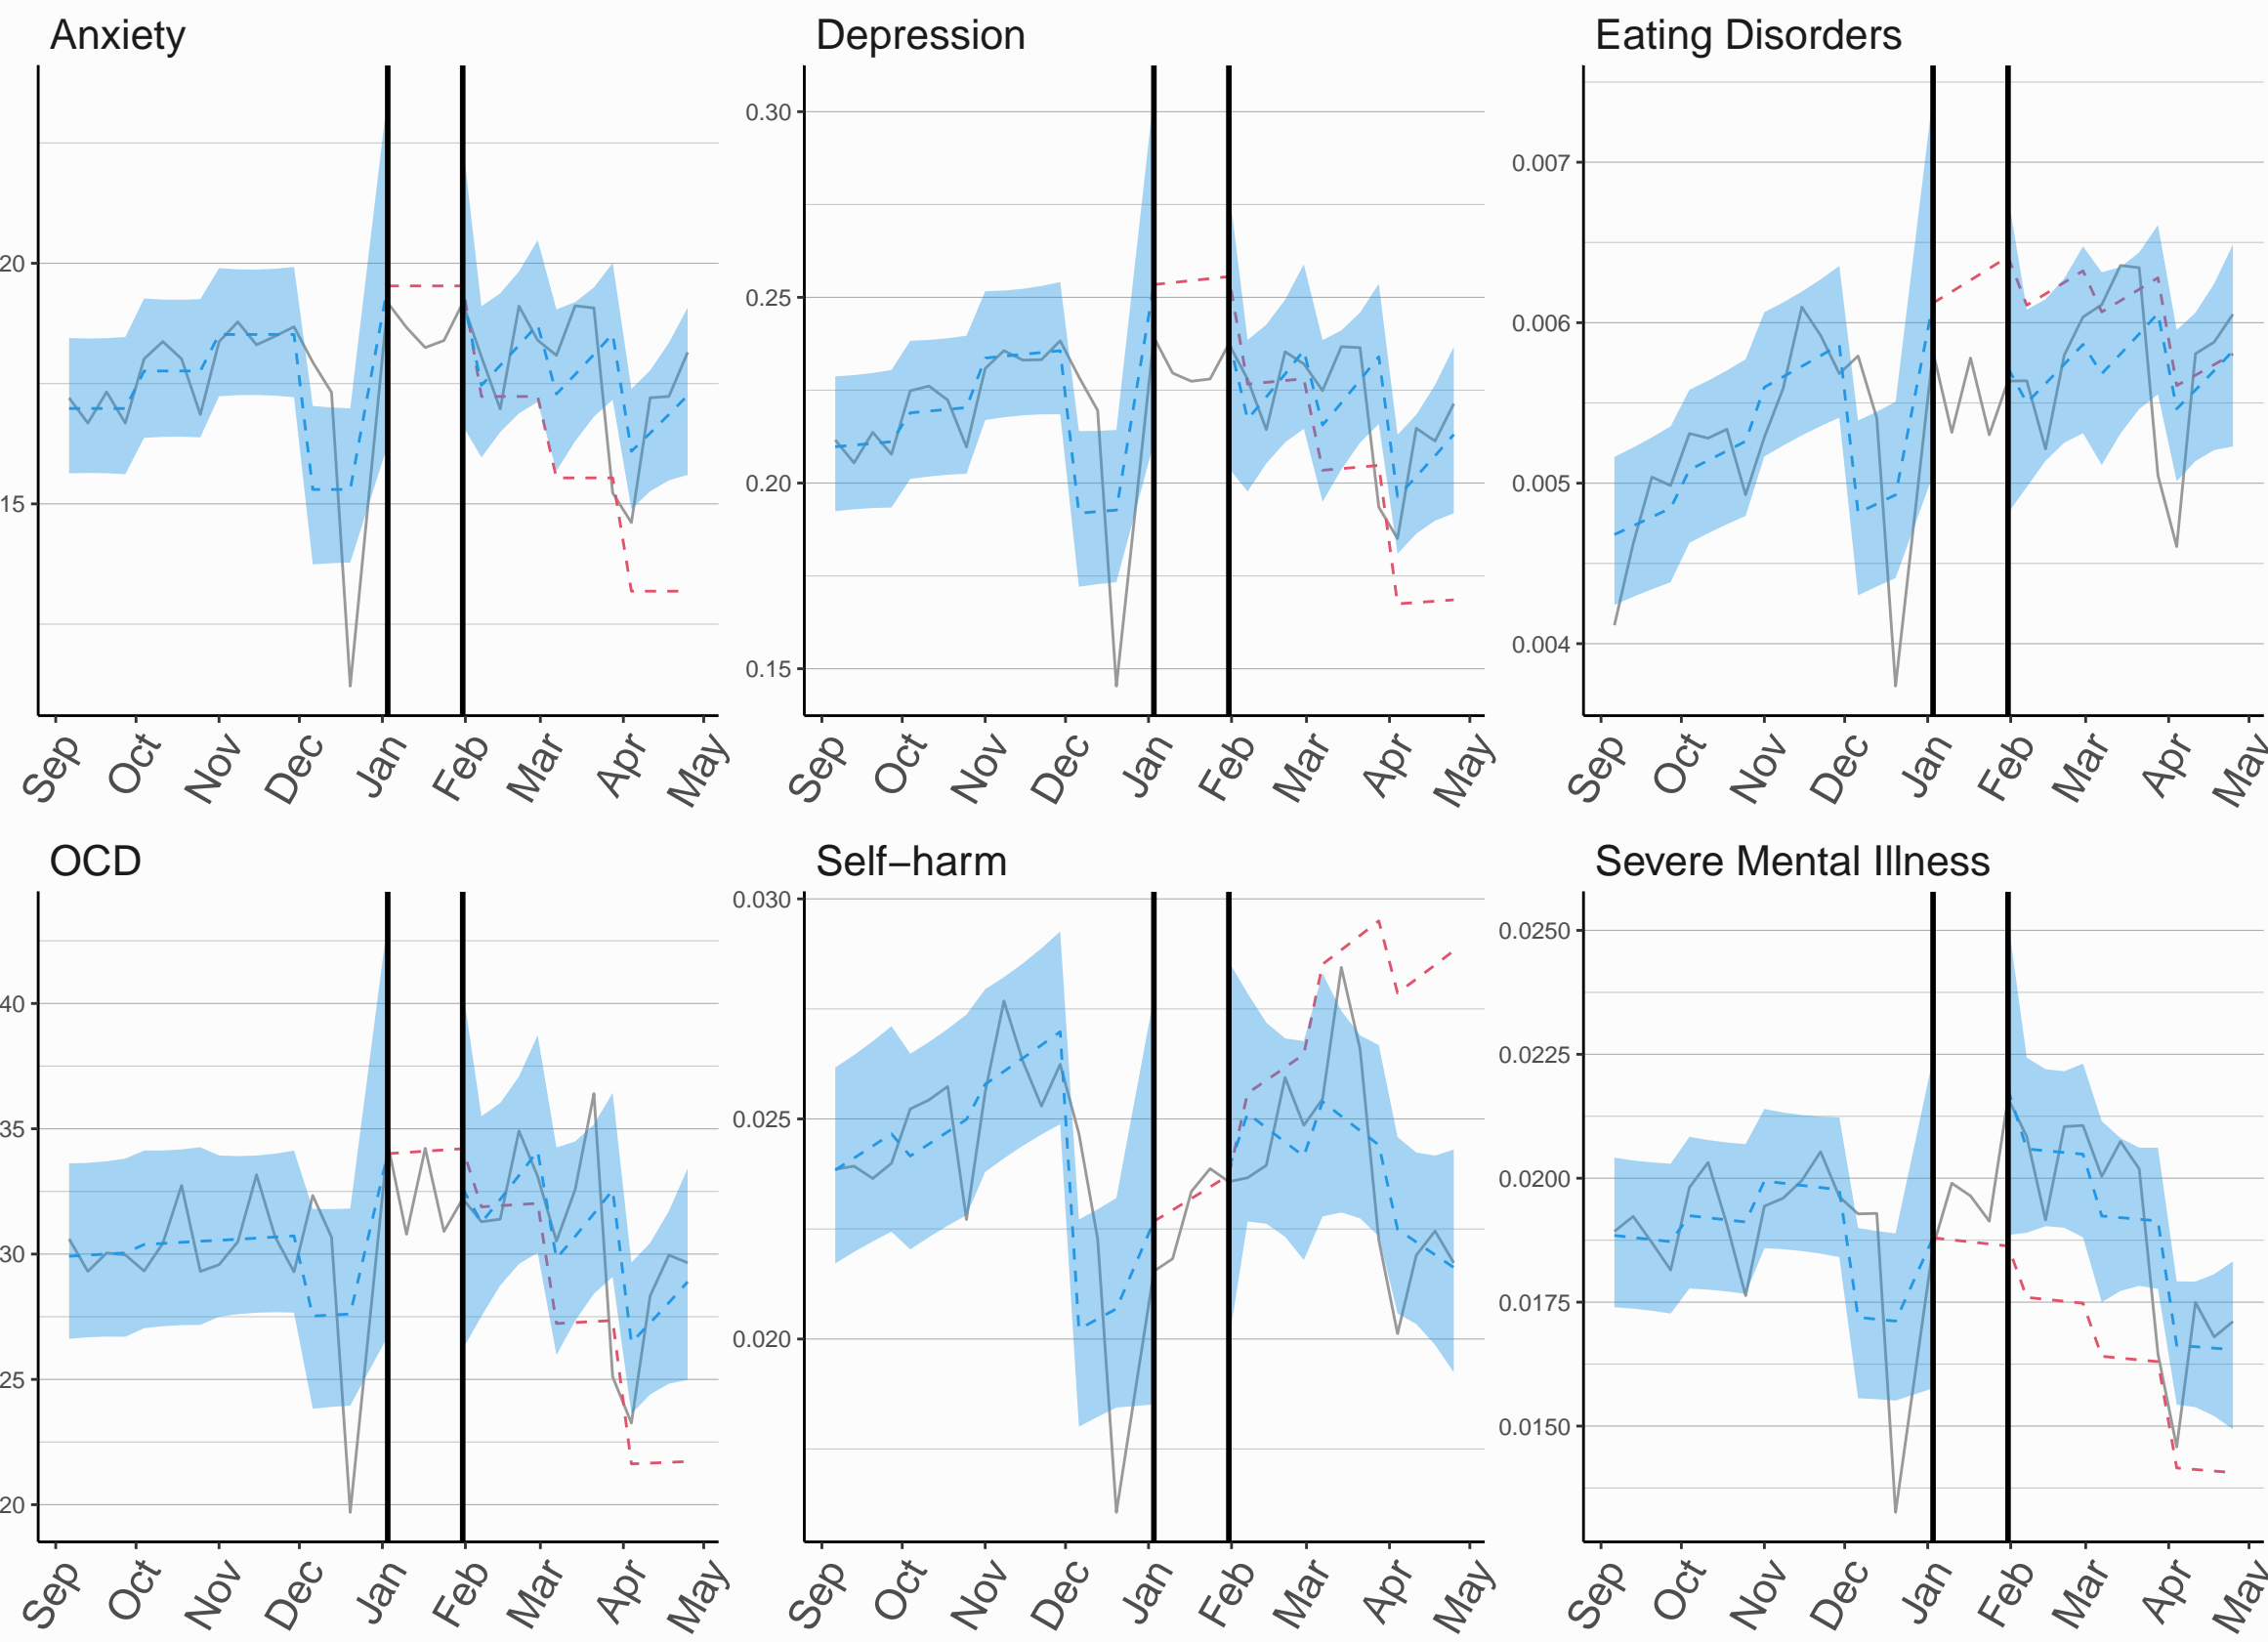 Anxiety
20
15
Sep Oct Nov Dec Jan Feb Mar Apr May
Depression
0.30
0.25
0.20
0.15
Sep Oct Nov Dec Jan Feb Mar Apr May
Eating Disorders
0.007
0.006
0.005
0.004
Sep Oct Nov Dec Jan Feb Mar Apr May
OCD
40
35
30
25
20
Sep Oct Nov Dec Jan Feb Mar Apr May
Self−harm
0.030
0.025
0.020
Sep Oct Nov Dec Jan Feb Mar Apr May
Severe Mental Illness
0.0250
0.0225
0.0200
0.0175
0.0150
Sep Oct Nov Dec Jan Feb Mar Apr May